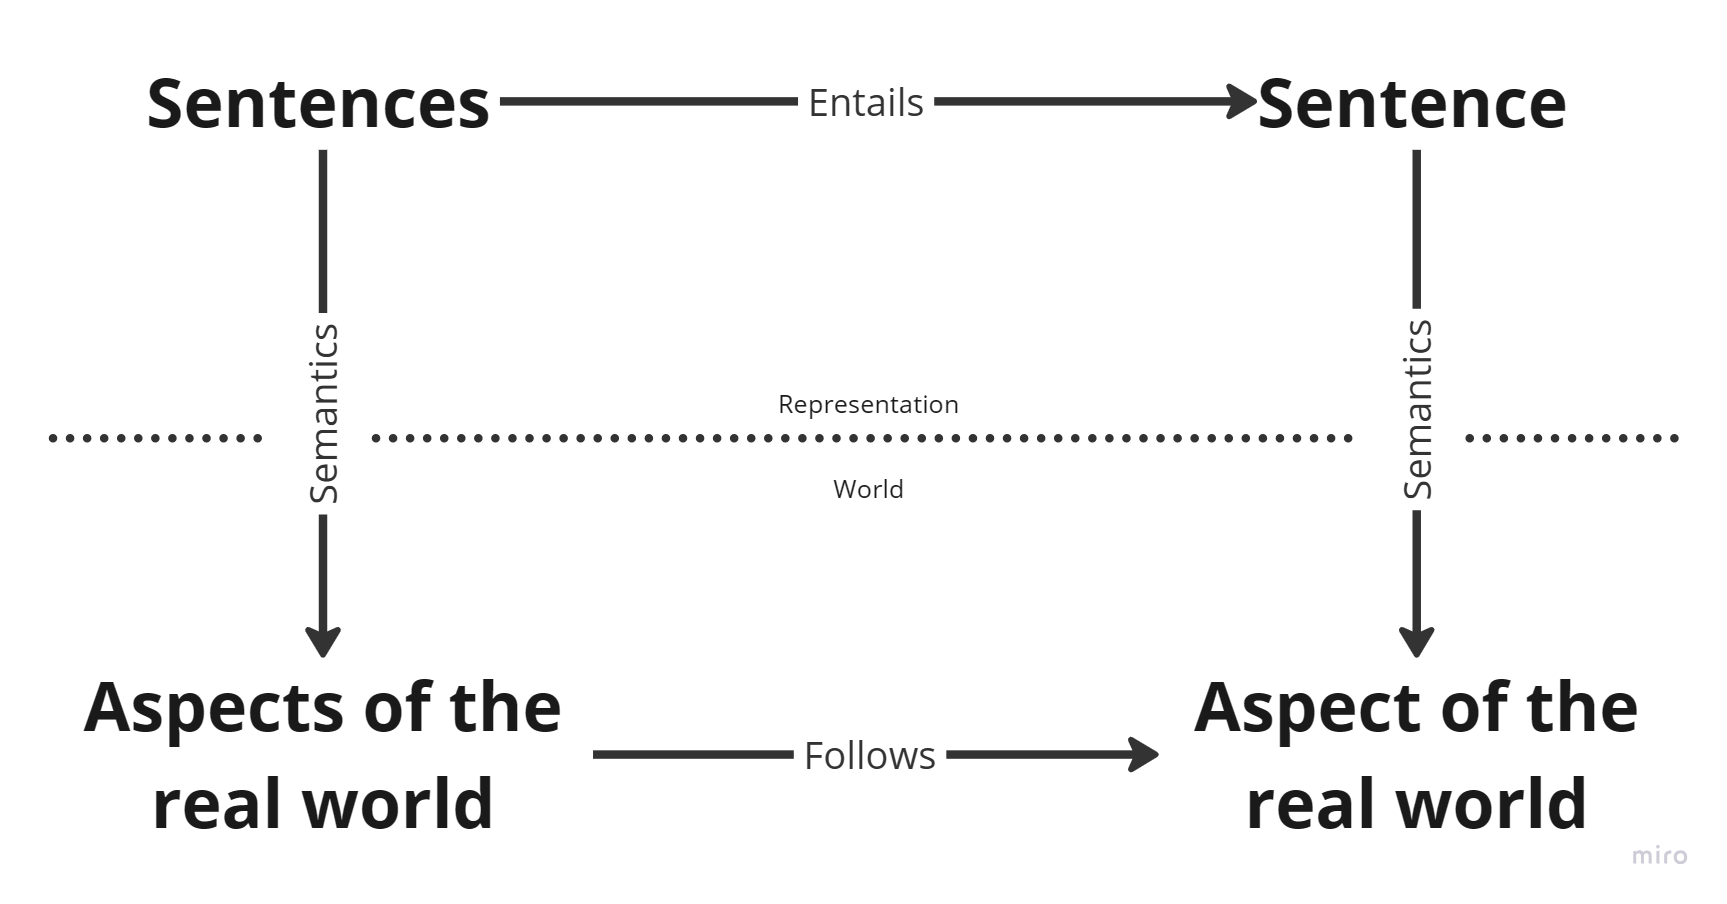 Sentences
Entails
Sentence
Semantics
Semantics
Representation
World
Aspects of the
real world
Follows
Aspect of the
real world
miro